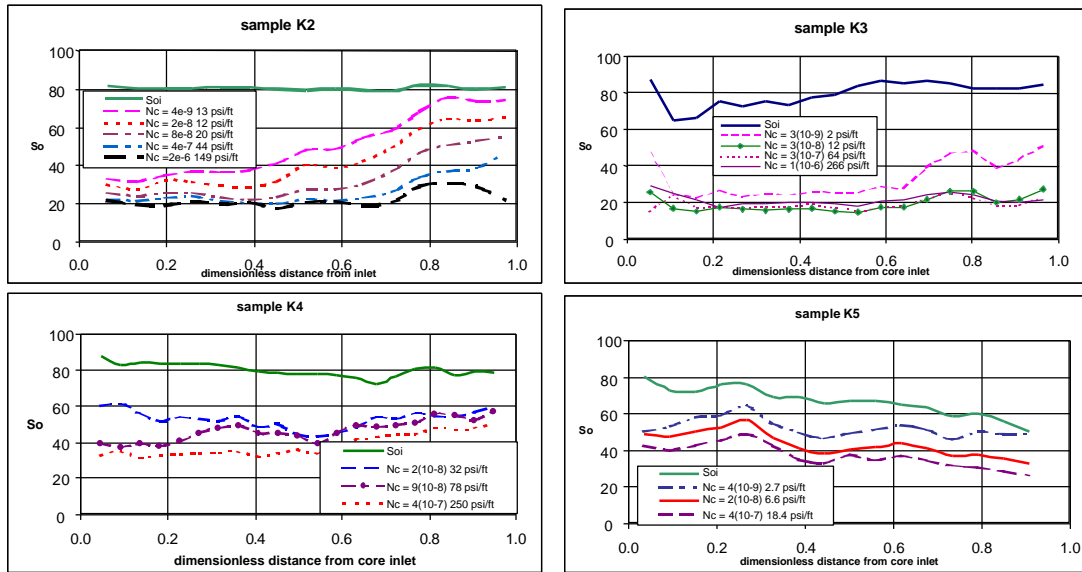 sample K2
100
80
60
40
20
0
So
Soi
Nc = 4e-9 13 psi/ft
Nc = 2e-8 12 psi/ft
Nc = 8e-8 20 psi/ft
Nc = 4e-7 44 psi/ft
Nc =2e-6 149 psi/ft
0.0 0.2 0.4 0.6 0.8 1.0
dimensionless distance from inlet
sample K3
100
80
60
40
20
0
So
Soi
Nc = 3(10-9) 2 psi/ft
Nc = 3(10-8) 12 psi/ft
Nc = 3(10-7) 64 psi/ft
Nc = 1(10-6) 266 psi/ft
0.0 0.2 0.4 0.6 0.8 1.0
dimensionless distance from core inlet
sample K4
100
80
60
40
20
0
So
Soi
Nc = 2(10-8) 32 psi/ft
Nc = 9(10-8) 78 psi/ft
Nc = 4(10-7) 250 psi/ft
0.0 0.2 0.4 0.6 0.8 1.0
dimensionless distance from core inlet
sample K5
100
80
60
40
20
0
So
Soi
Nc = 4(10-9) 2.7 psi/ft
Nc = 2(10-8) 6.6 psi/ft
Nc = 4(10-7) 18.4 psi/ft
0.0 0.2 0.4 0.6 0.8 1.0
dimensionless distance from core inlet